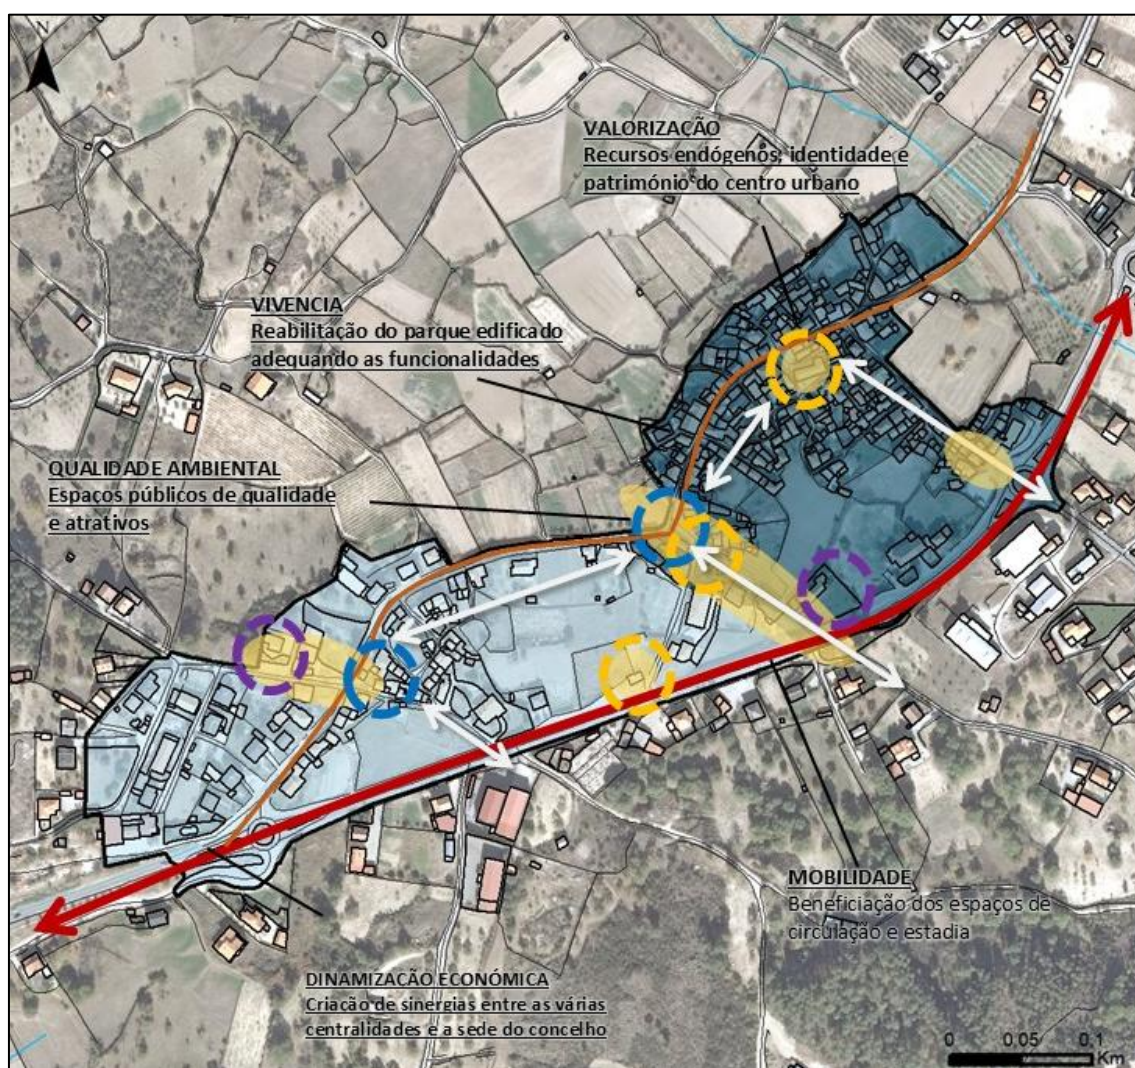 N
VALORIZAÇÃO
Recursos endógenos, identidade e
património do centro urbano
VIVENCIA
Reabilitação do parque edificado
adequando as funcionalidades
QUALIDADE AMBIENTAL
Espaços públicos de qualidade
e atrativos
MOBILIDADE
Beneficiação dos espaços de
circulação e estadia
DINAMIZAÇÃO ECONÓMICA
Criação de sinergias entre as várias
centralidades e a sede do concelho
0 0.05 0.1
Km